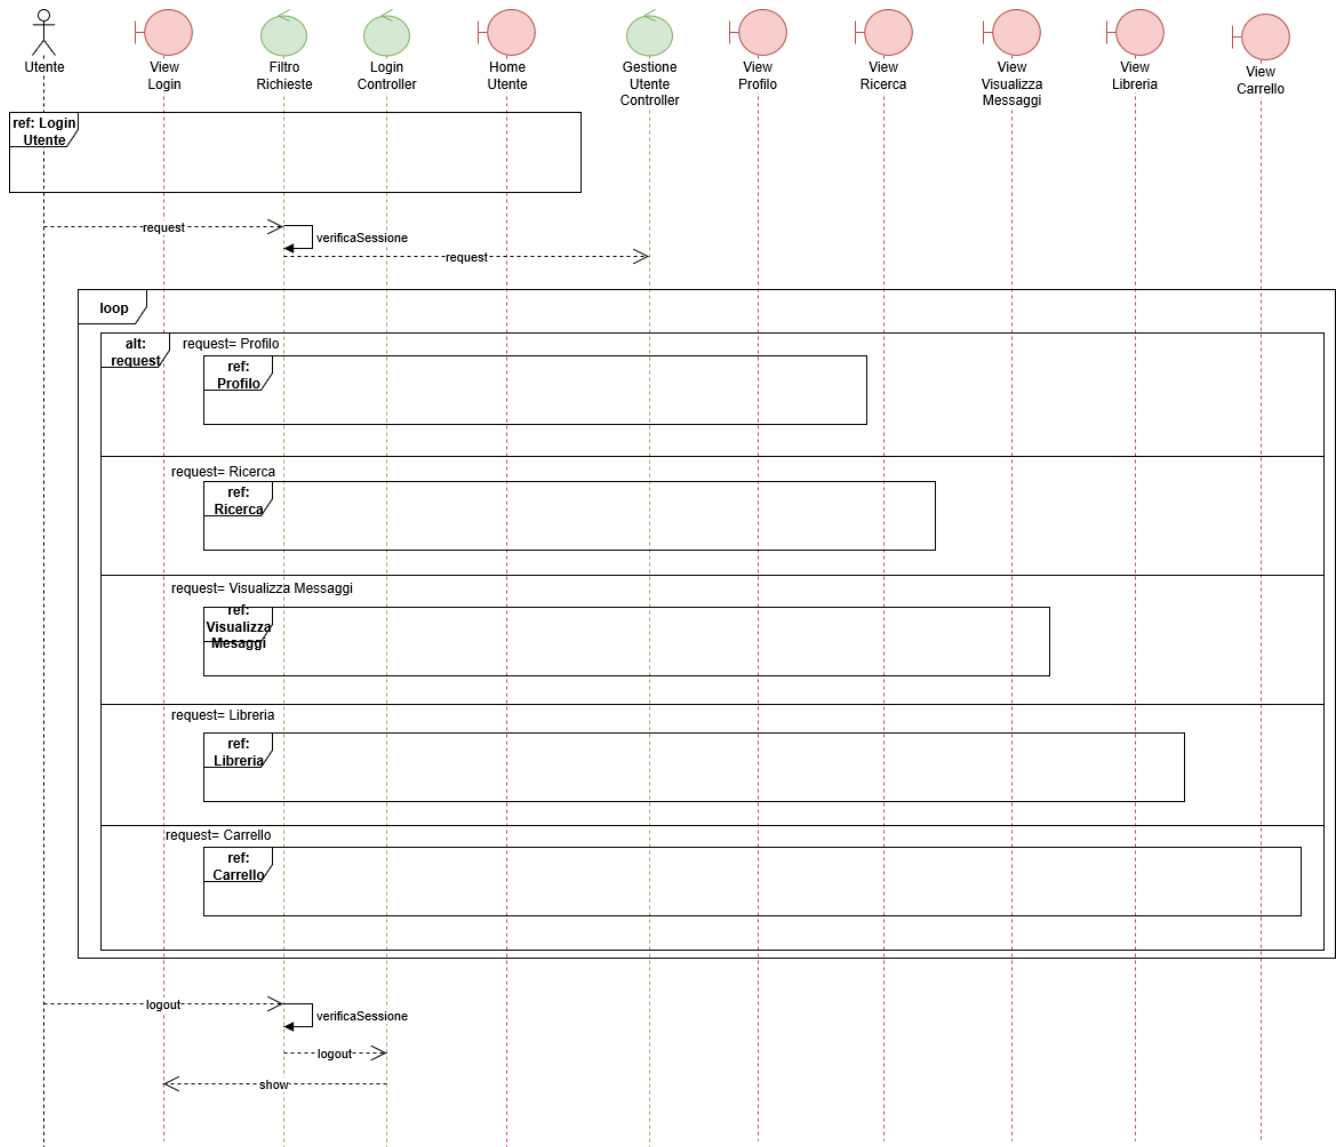 Utente
View
Login
Filtro
Richieste
Login
Controller
Home
Utente
Gestione
Utente
Controller
View
Profilo
View
Ricerca
View
Visualizza
Messaggi
View
Libreria
View
Carrello
ref: Login
Utente
request
verificaSessione
request
loop
alt:
request
request= Profilo
ref:
Profilo
request= Ricerca
ref:
Ricerca
request= Visualizza Messaggi
ref:
Visualizza
Mesaggi
request= Libreria
ref:
Libreria
request= Carrello
ref:
Carrello
logout
verificaSessione
logout
show